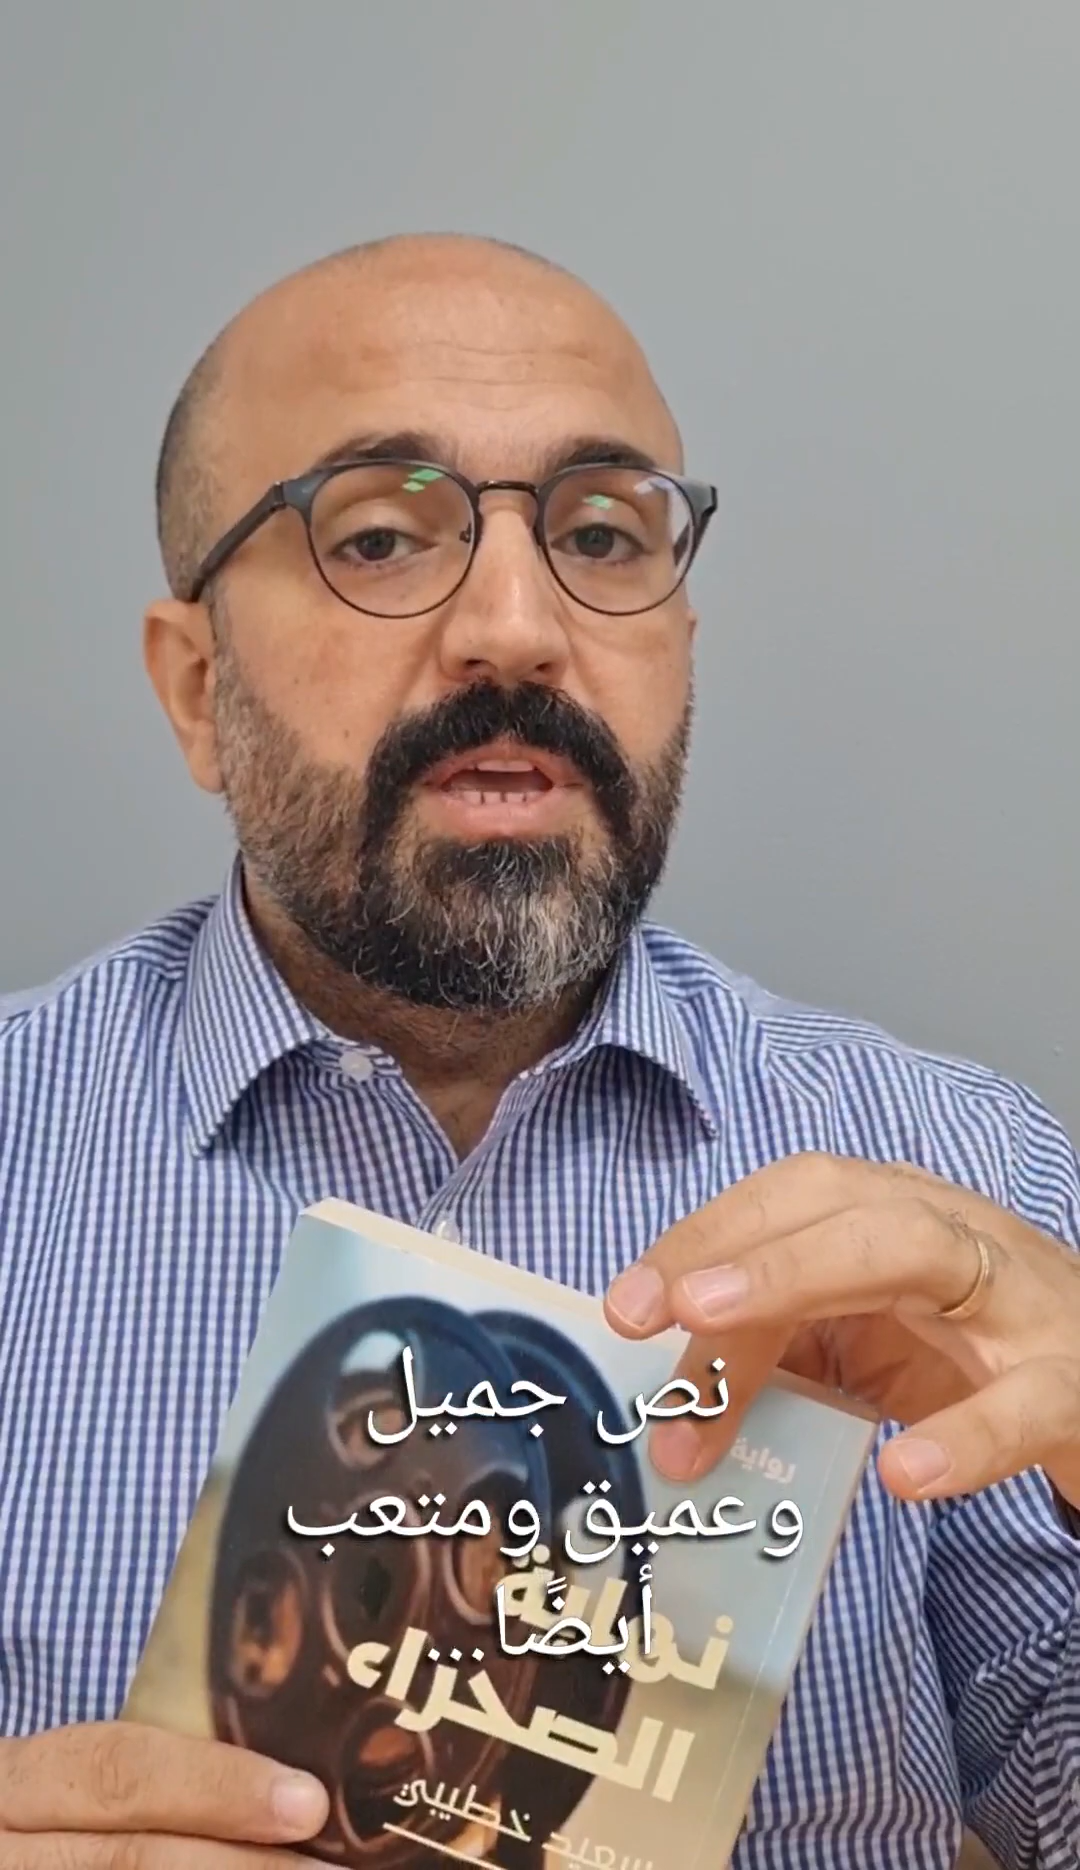 نص جميل
وعميق ومتعب
أيضًا
رواية
نهاية
الصحراء
سعيد خطيبي